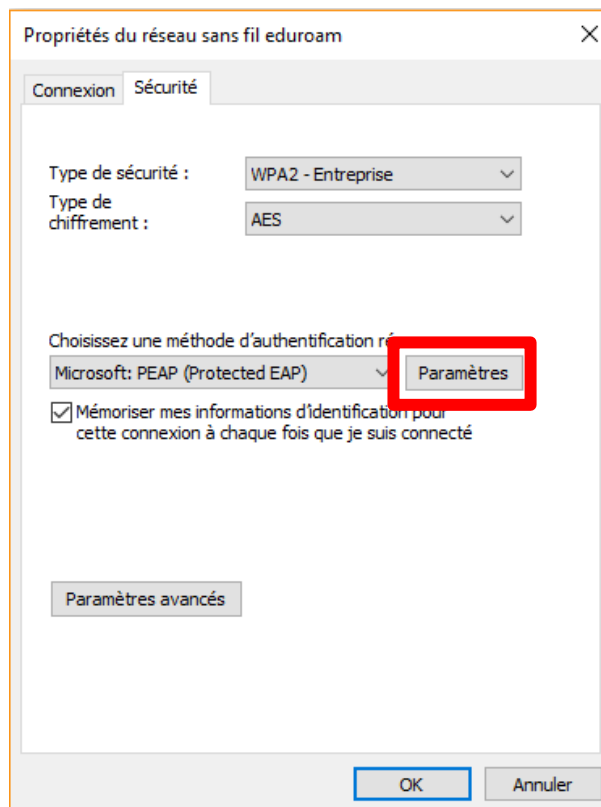 Propriétés du réseau sans fil eduroam
Connexion
Sécurité
Type de sécurité :
WPA2 - Entreprise
Type de
chiffrement :
AES
Choisissez une méthode d'authentification
Microsoft: PEAP (Protected EAP)
Paramètres
Mémoriser mes informations d'identification pour
cette connexion à chaque fois que je suis connecté
Paramètres avancés
OK
Annuler